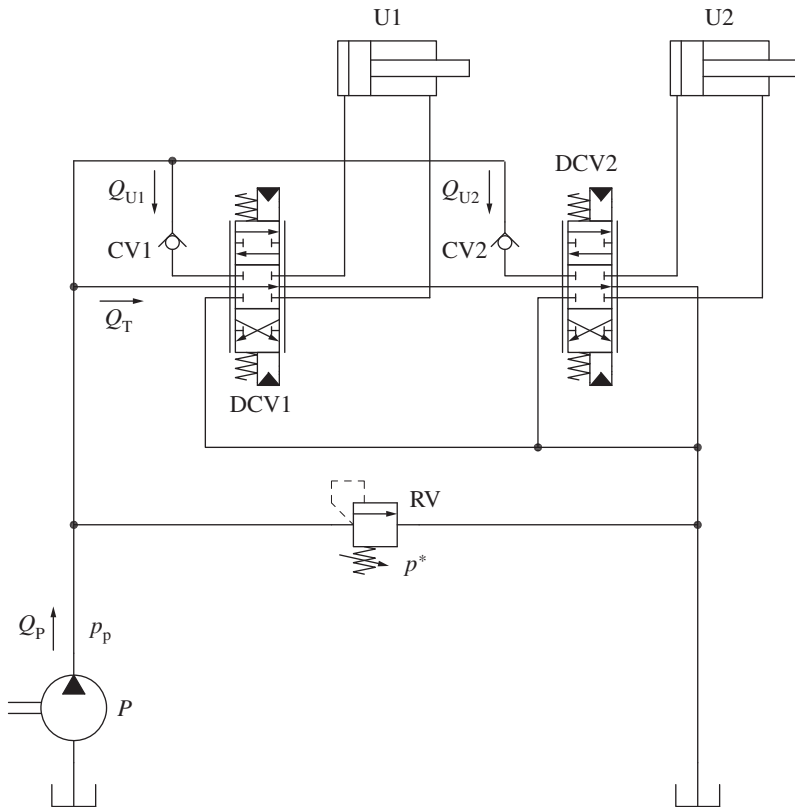 U1
U2
DCV2
Q_U1
Q_U2
CV1
CV2
Q_T
DCV1
RV
p*
Q_P
p_p
P